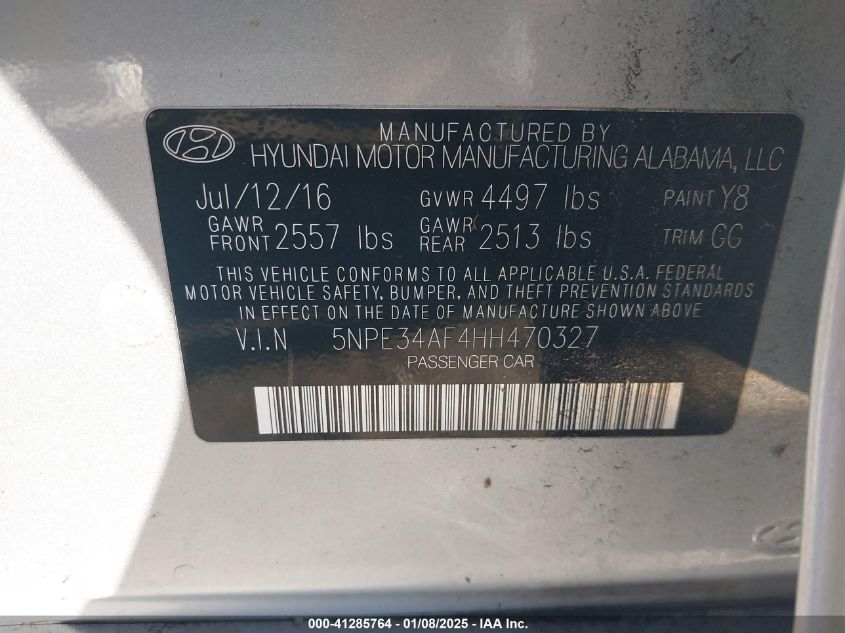 MANUFACTURED BY
HYUNDAI MOTOR MANUFACTURING ALABAMA, LLC
Jul/12/16 GVWR 4497 lbs PAINT Y8
GAWR FRONT 2557 lbs GAWR REAR 2513 lbs TRIM GG
THIS VEHICLE CONFORMS TO ALL APPLICABLE U.S.A. FEDERAL
MOTOR VEHICLE SAFETY, BUMPER, AND THEFT PREVENTION STANDARDS
IN EFFECT ON THE DATE OF MANUFACTURE SHOWN ABOVE.
V.I.N 5NPE34AF4HH470327
PASSENGER CAR
000-41285764 - 01/08/2025 - IAA Inc.